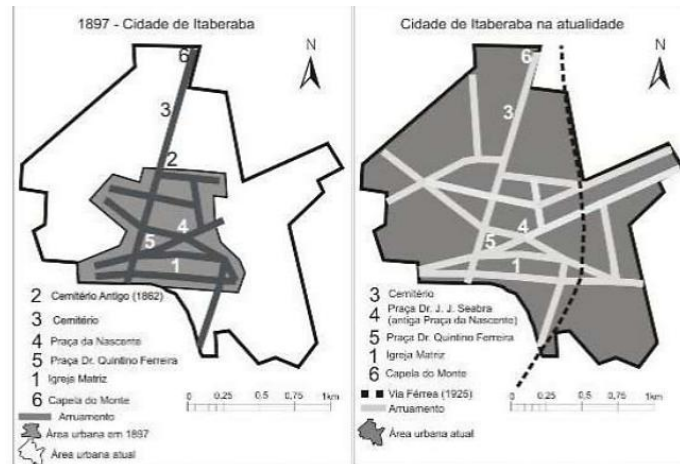 1897 - Cidade de Itaberaba
6
N
3
2
4
5
1
2 Cemitério Antigo (1862)
3 Cemitério
4 Praça da Nascente
5 Praça Dr. Quintino Ferreira
1 Igreja Matriz
6 Capela do Monte
Arruamento
Área urbana em 1897
Área urbana atual
0 0,25 0,5 1km
Cidade de Itaberaba na atualidade
6
N
3
4
5
1
3 Cemitério
4 Praça Dr. J. J. Seabra
(antiga Praça da Nascente)
5 Praça Dr. Quintino Ferreira
1 Igreja Matriz
6 Capela do Monte
Via Férrea (1925)
Arruamento
Área urbana atual
0 0,25 0,5 1km